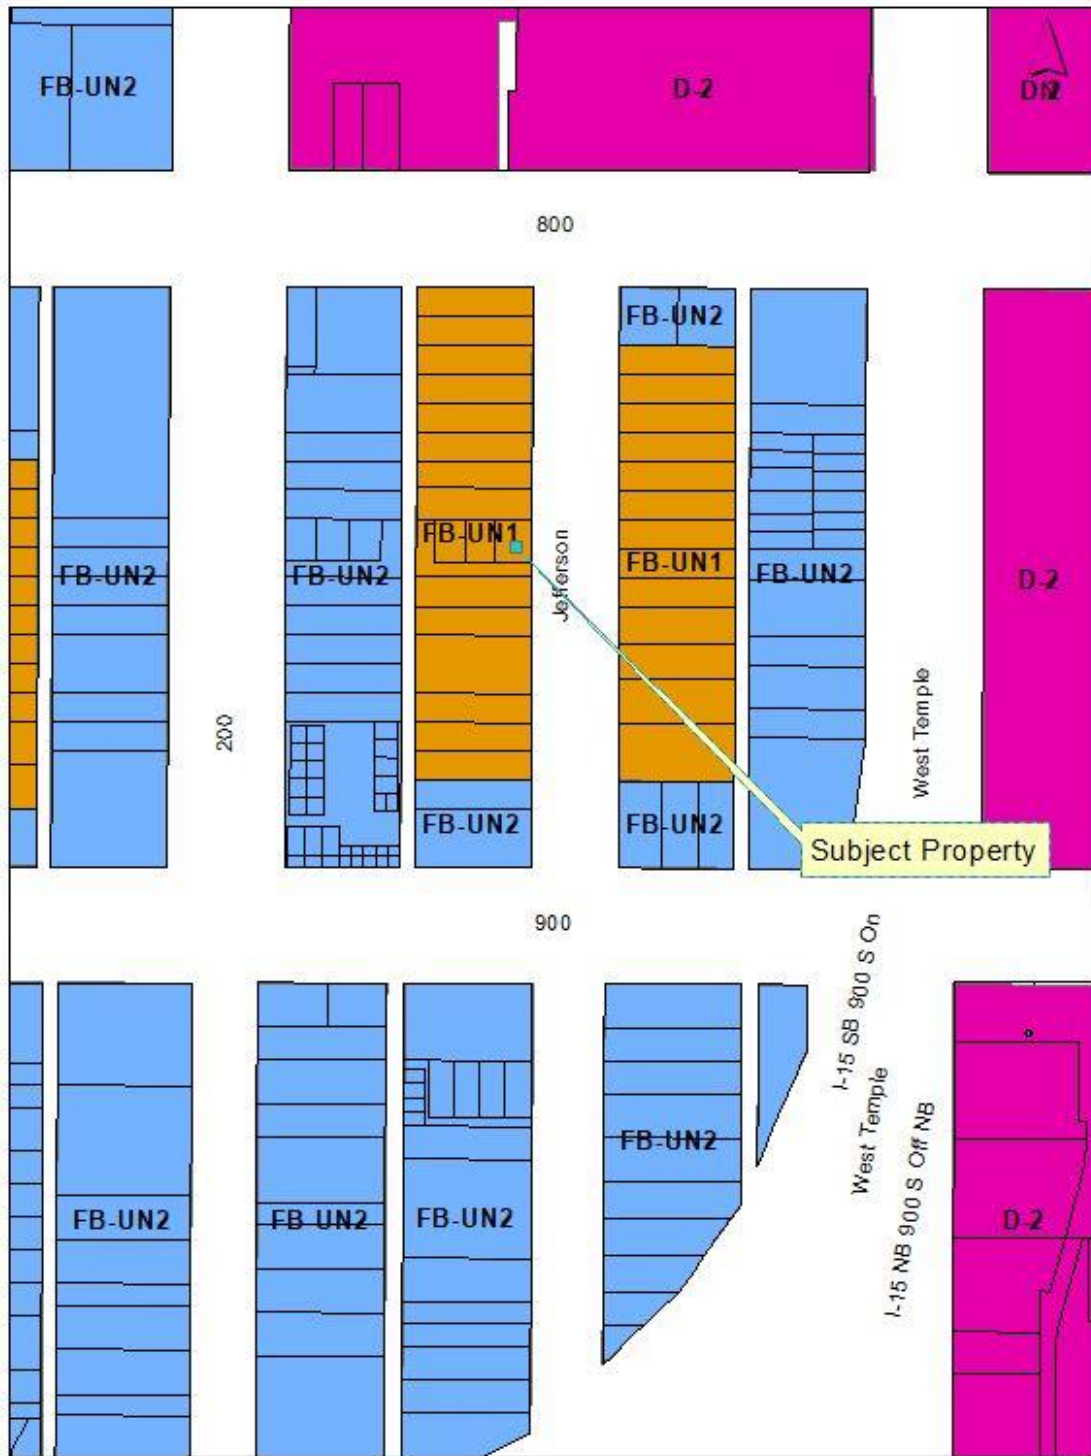 FB-UN2
D-2
800
FB-UN2
FB-UN2
FB-UN1
FB-UN2
FB-UN1
FB-UN2
FB-UN2
D-2
Jefferson
200
West Temple
FB-UN2
FB-UN2
Subject Property
900
I-15 SB 900 S On
West Temple
I-15 NB 900 S Off NB
FB-UN2
FB-UN2
FB UN2
FB-UN2
D-2